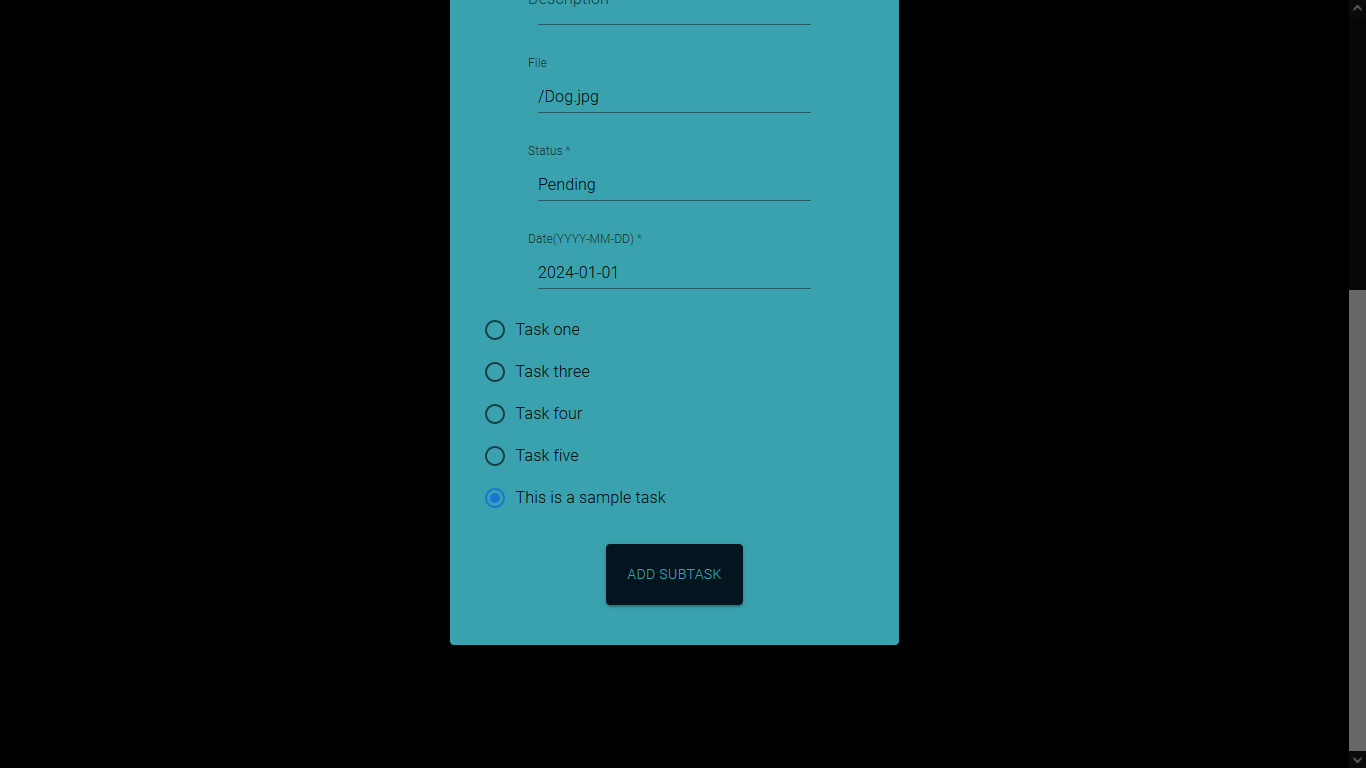 Description
File
/Dog.jpg
Status *
Pending
Date(YYYY-MM-DD) *
2024-01-01
Task one
Task three
Task four
Task five
This is a sample task
ADD SUBTASK